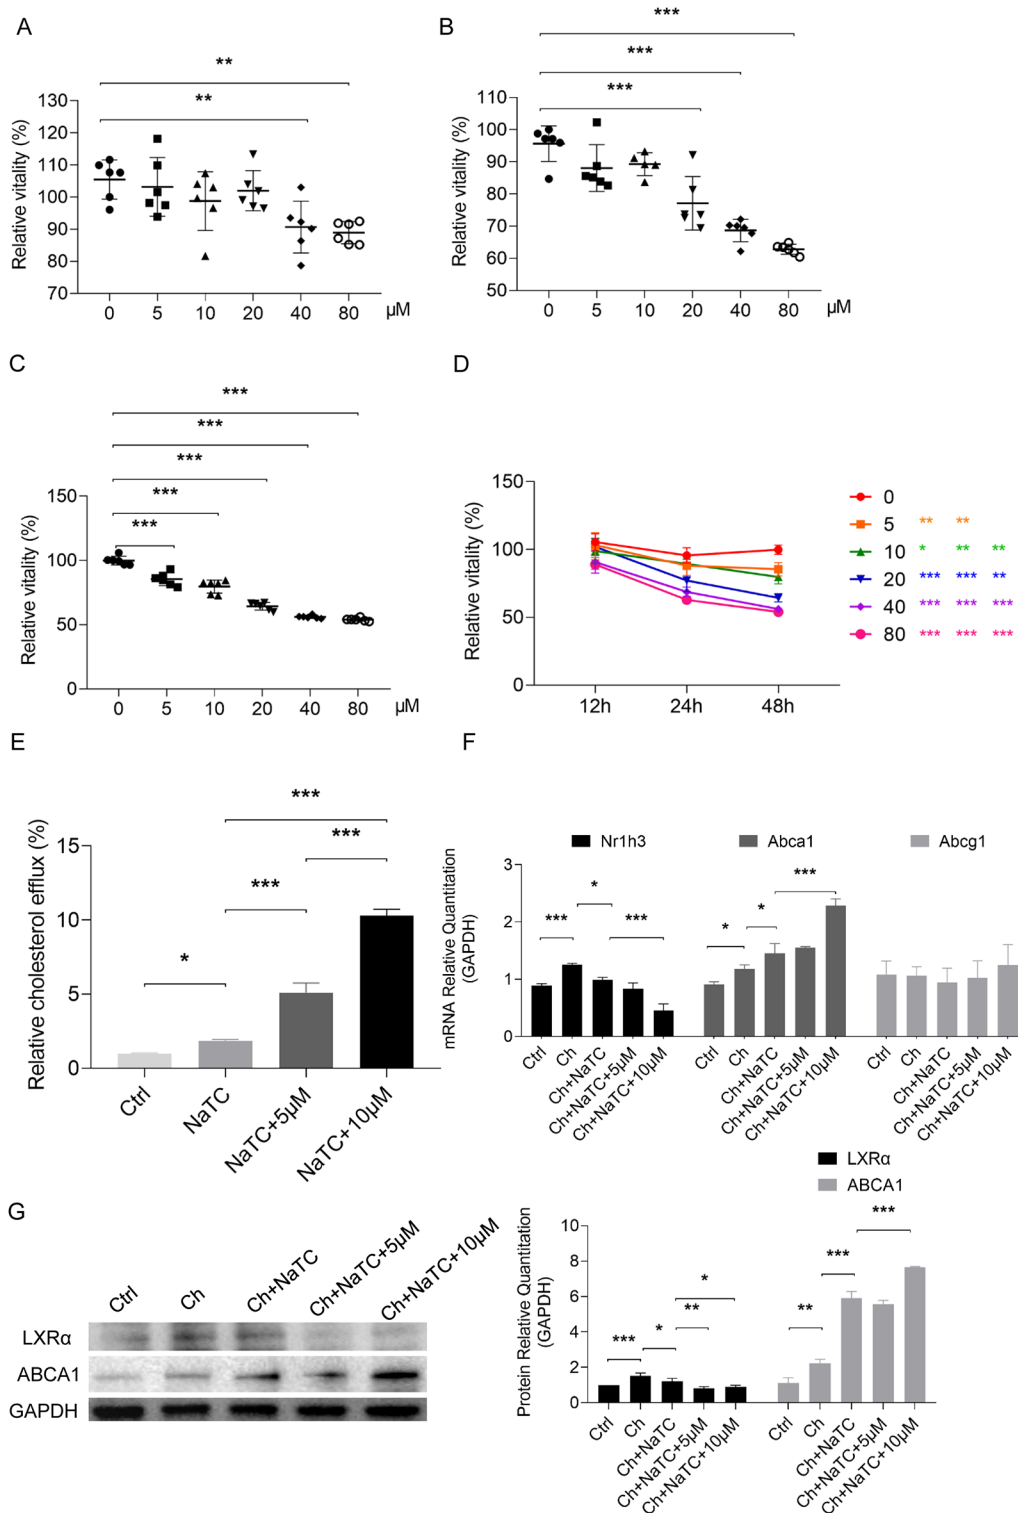 A
**
**
Relative vitality (%)
130
120
110
100
90
80
70
0 5 10 20 40 80 μM
B
***
***
***
Relative vitality (%)
110
100
90
80
70
60
50
0 5 10 20 40 80 μM
C
***
***
***
***
***
Relative vitality (%)
150
100
50
0
0 5 10 20 40 80 μM
D
Relative vitality (%)
150
100
50
0
12h 24h 48h
0
5 ** **
10 * ** **
20 *** *** **
40 *** *** ***
80 *** *** ***
E
***
***
***
*
Relative cholesterol efflux (%)
15
10
5
0
Ctrl
NaTC
NaTC+5μM
NaTC+10μM
F
Nr1h3 Abca1 Abcg1
mRNA Relative Quantitation
(GAPDH)
3
2
1
0
*** * *** * * ***
Ctrl
Ch
Ch+NaTC
Ch+NaTC+5μM
Ch+NaTC+10μM
Ctrl
Ch
Ch+NaTC
Ch+NaTC+5μM
Ch+NaTC+10μM
Ctrl
Ch
Ch+NaTC
Ch+NaTC+5μM
Ch+NaTC+10μM
G
Ctrl
Ch
Ch+NaTC
Ch+NaTC+5μM
Ch+NaTC+10μM
LXRα
ABCA1
GAPDH
LXRα
ABCA1
Protein Relative Quantitation
(GAPDH)
10
8
6
4
2
0
*** * ** * ** *** ***
Ctrl
Ch
Ch+NaTC
Ch+NaTC+5μM
Ch+NaTC+10μM
Ctrl
Ch
Ch+NaTC
Ch+NaTC+5μM
Ch+NaTC+10μM